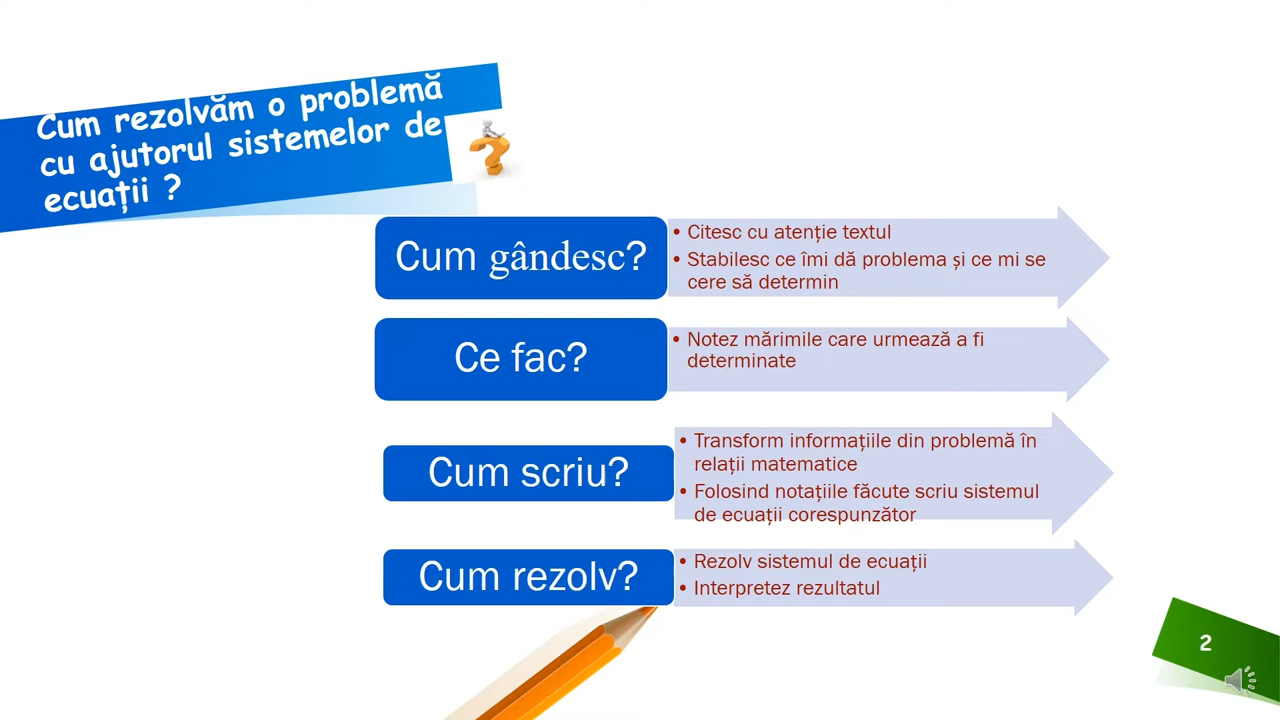 Cum rezolvăm o problemă
cu ajutorul sistemelor de
ecuații ?
Cum gândesc?
• Citesc cu atenție textul
• Stabilesc ce îmi dă problema și ce mi se
cere să determin
Ce fac?
• Notez mărimile care urmează a fi
determinate
Cum scriu?
• Transform informațiile din problemă în
relații matematice
• Folosind notațiile făcute scriu sistemul
de ecuații corespunzător
Cum rezolv?
• Rezolv sistemul de ecuații
• Interpretez rezultatul
2